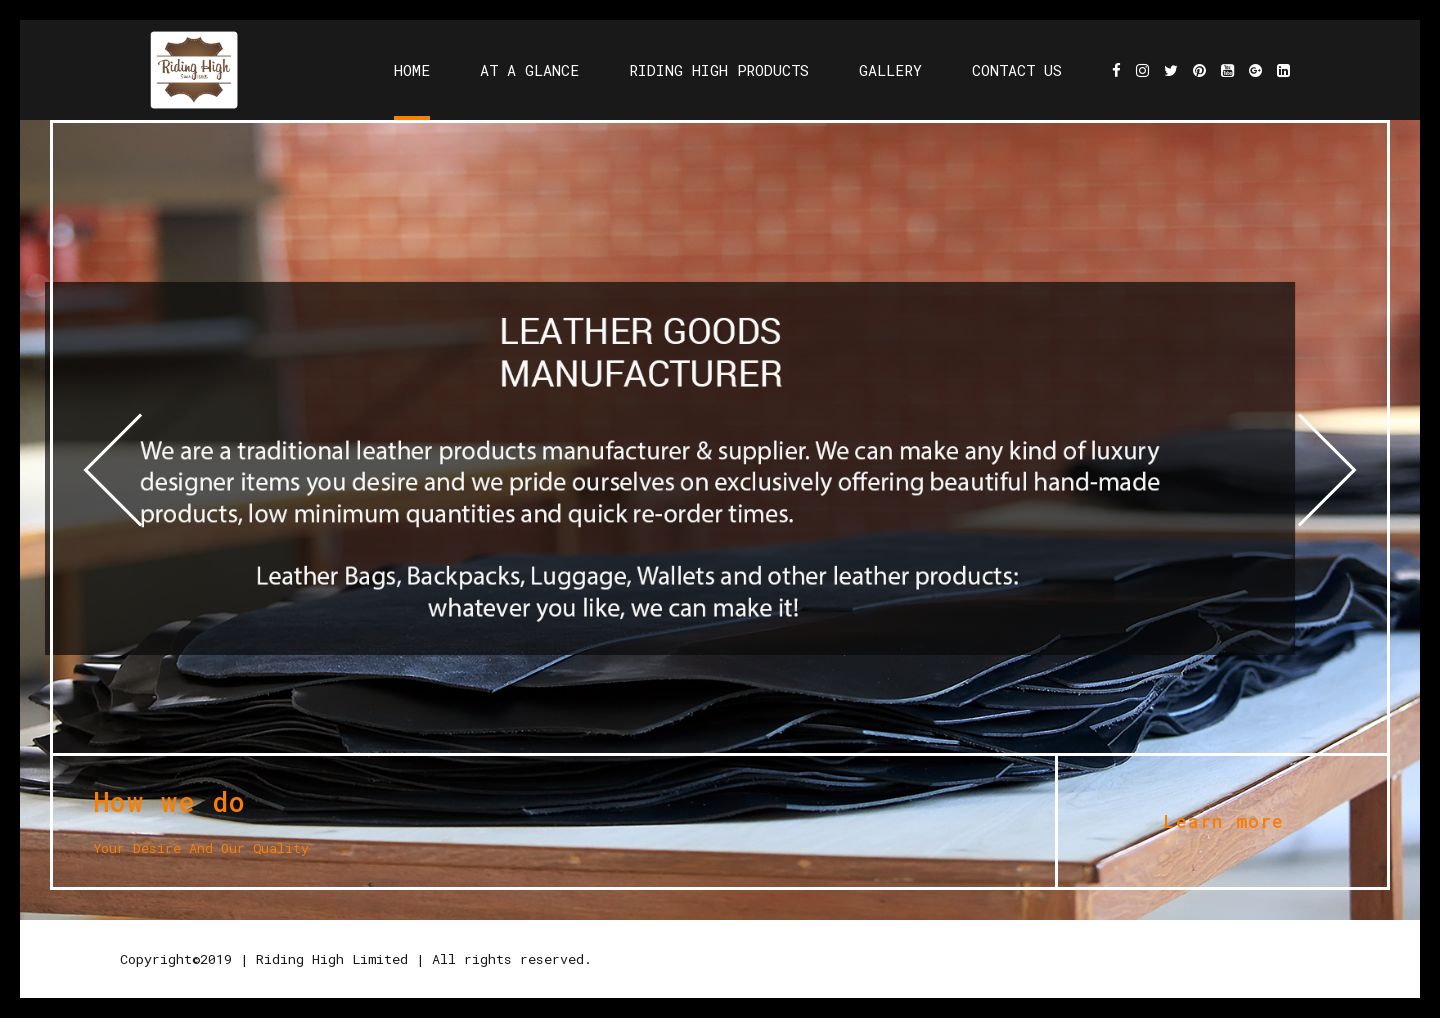 Riding High
HOME
AT A GLANCE
RIDING HIGH PRODUCTS
GALLERY
CONTACT US
LEATHER GOODS
MANUFACTURER
We are a traditional leather products manufacturer & supplier. We can make any kind of luxury
designer items you desire and we pride ourselves on exclusively offering beautiful hand-made
products, low minimum quantities and quick re-order times.
Leather Bags, Backpacks, Luggage, Wallets and other leather products:
whatever you like, we can make it!
How we do
Your Desire And Our Quality
Learn more
Copyright©2019 | Riding High Limited | All rights reserved.